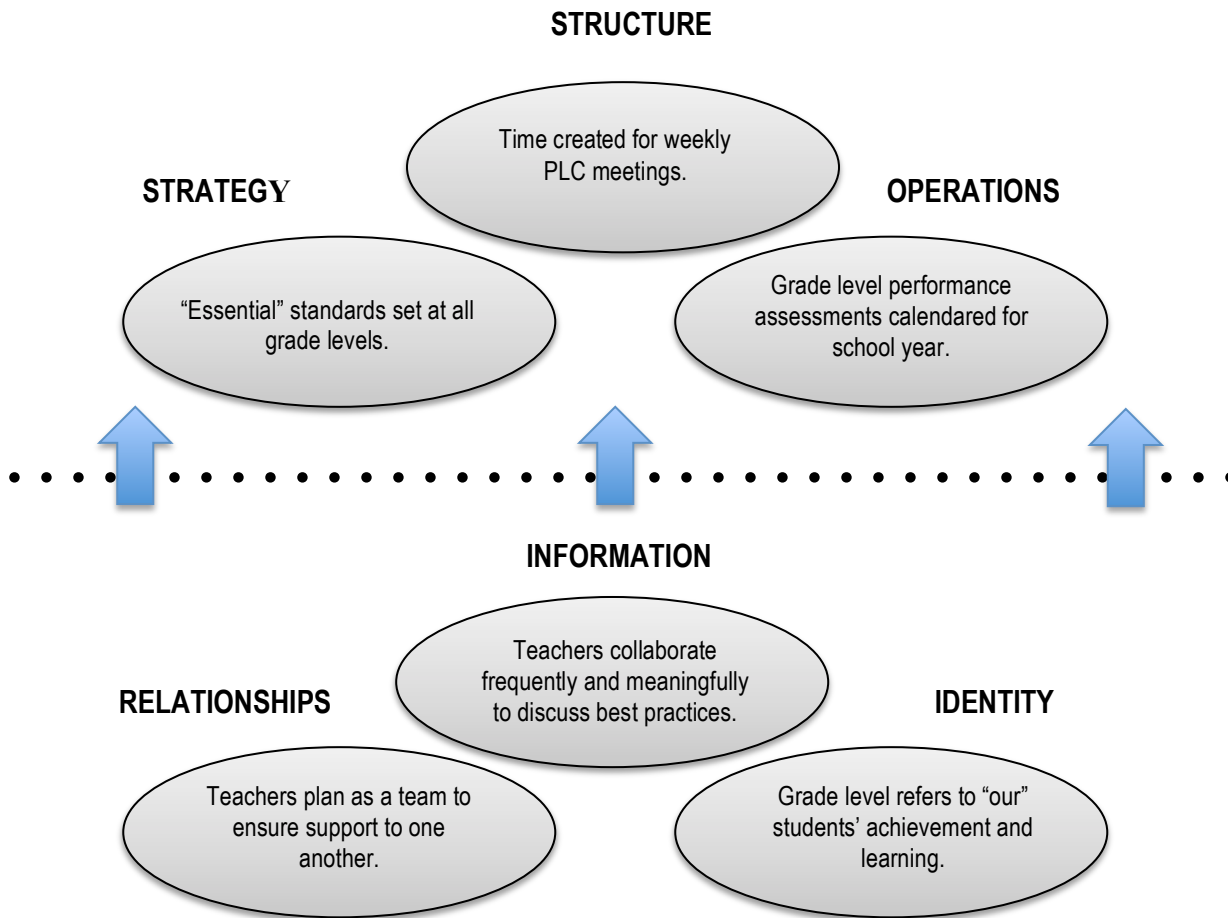 STRUCTURE
Time created for weekly
PLC meetings.
STRATEGY
OPERATIONS
“Essential” standards set at all
grade levels.
Grade level performance
assessments calendared for
school year.
INFORMATION
Teachers collaborate
frequently and meaningfully
to discuss best practices.
RELATIONSHIPS
IDENTITY
Teachers plan as a team to
ensure support to one
another.
Grade level refers to “our”
students’ achievement and
learning.